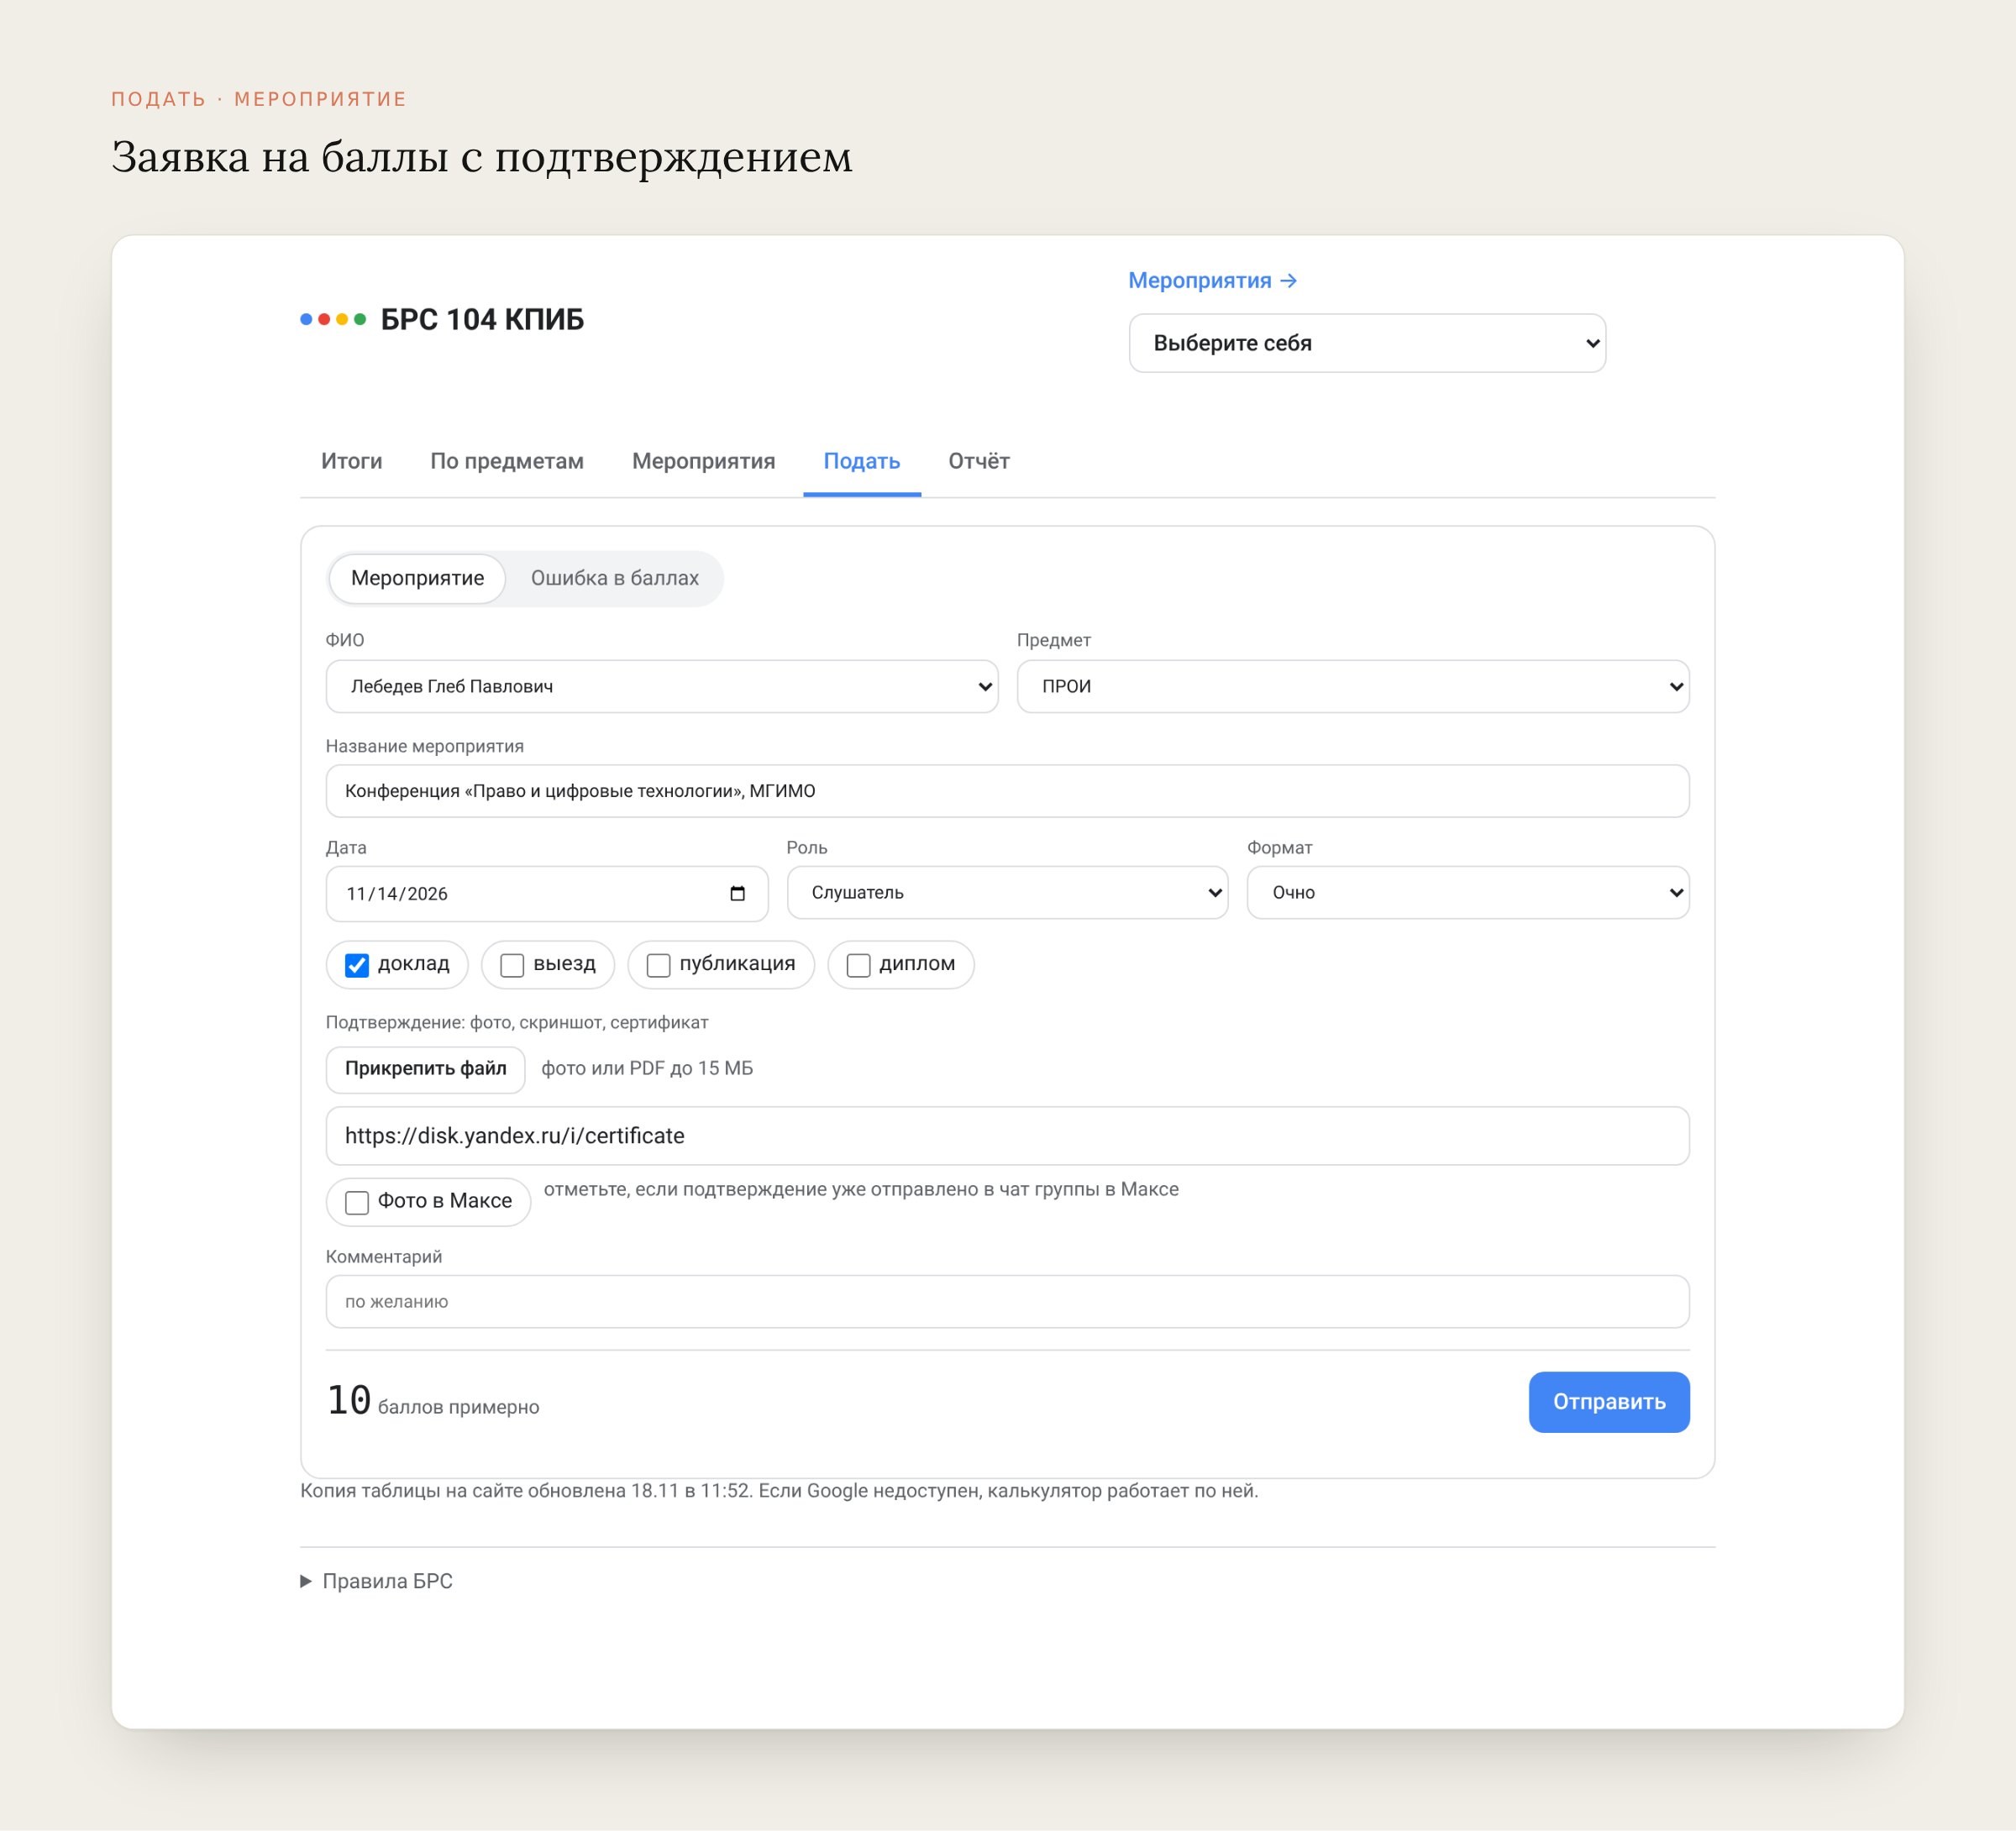 ПОДАТЬ · МЕРОПРИЯТИЕ
Заявка на баллы с подтверждением
Мероприятия →
БРС 104 КПИБ
Выберите себя
Итоги По предметам Мероприятия Подать Отчёт
Мероприятие Ошибка в баллах
ФИО Предмет
Лебедев Глеб Павлович ПРОИ
Название мероприятия
Конференция «Право и цифровые технологии», МГИМО
Дата Роль Формат
11/14/2026 Слушатель Очно
доклад выезд публикация диплом
Подтверждение: фото, скриншот, сертификат
Прикрепить файл фото или PDF до 15 МБ
https://disk.yandex.ru/i/certificate
Фото в Максе отметьте, если подтверждение уже отправлено в чат группы в Максе
Комментарий
по желанию
10 баллов примерно Отправить
Копия таблицы на сайте обновлена 18.11 в 11:52. Если Google недоступен, калькулятор работает по ней.
Правила БРС